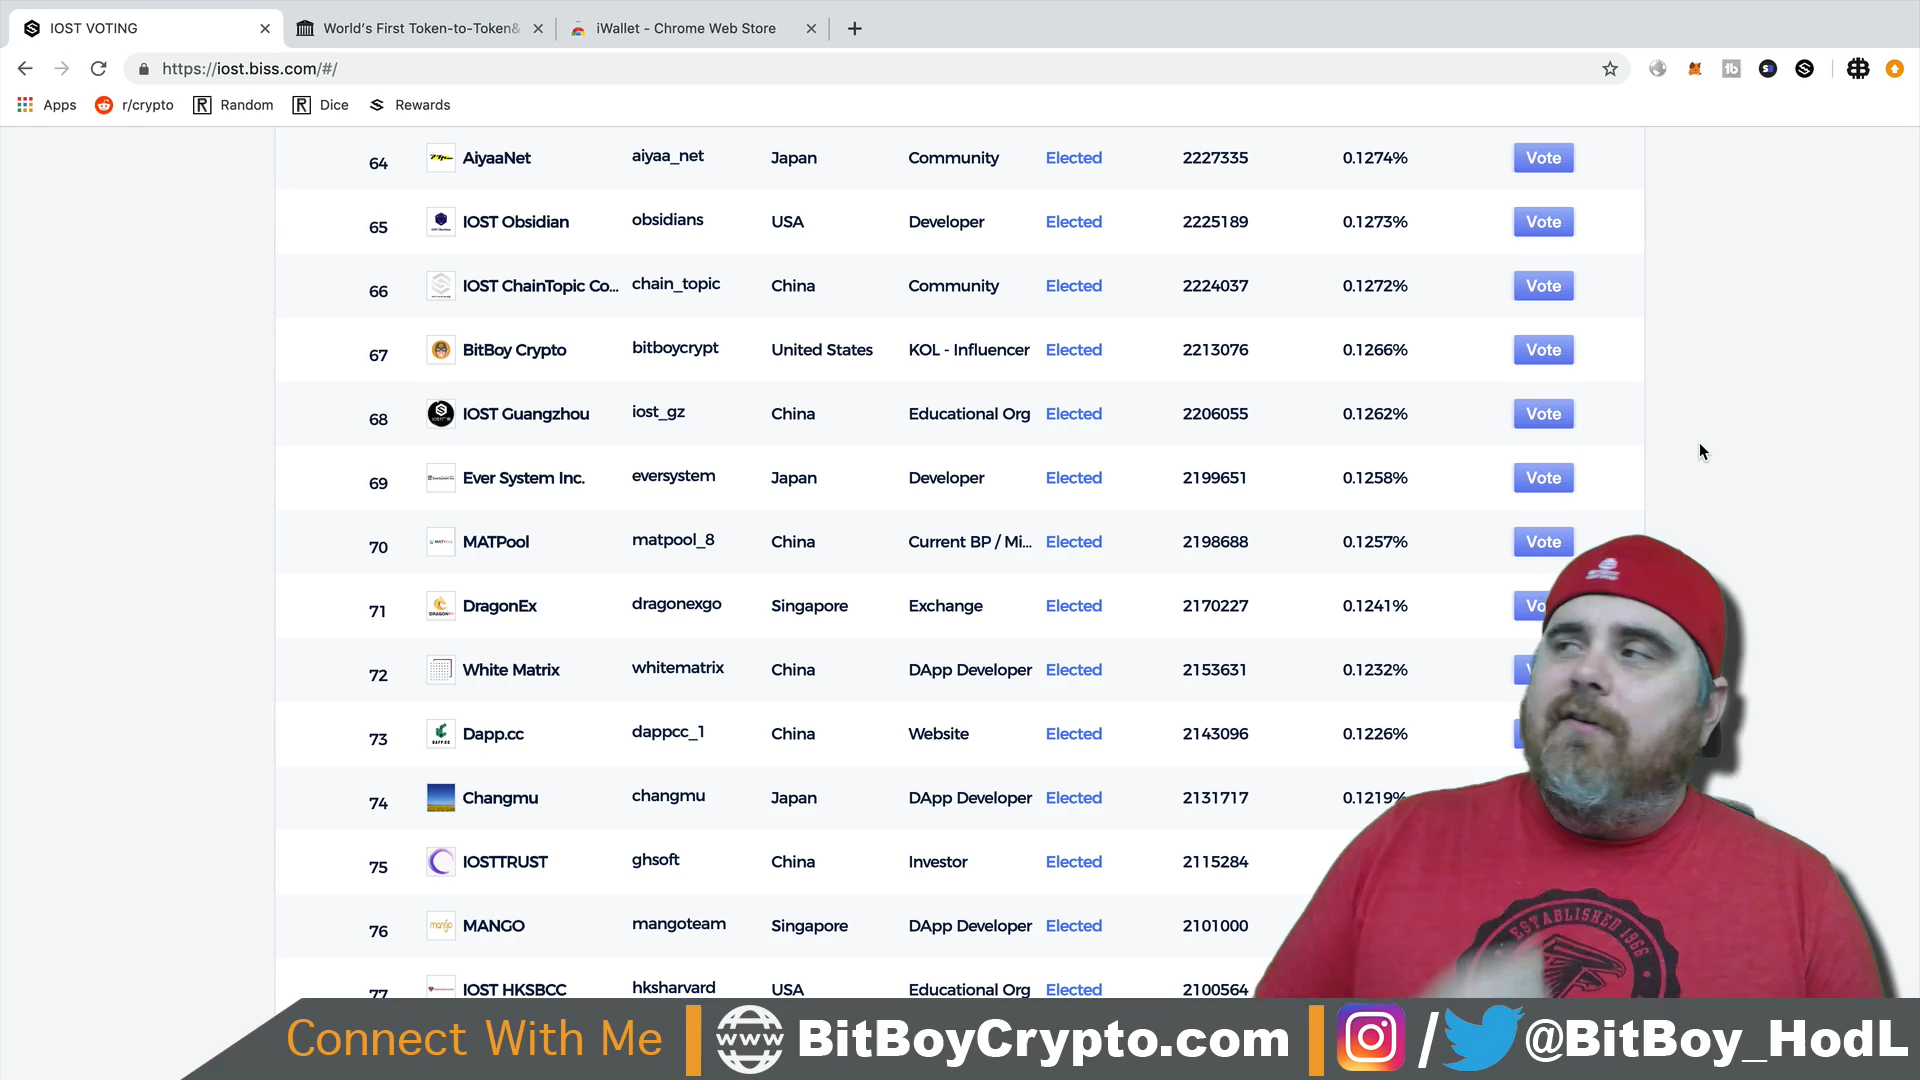 IOST VOTING
World's First Token-to-Token&
iWallet - Chrome Web Store
https://iost.biss.com/#/
Apps r/crypto Random Dice Rewards
64 AiyaaNet aiyaa_net Japan Community Elected 2227335 0.1274% Vote
65 IOST Obsidian obsidians USA Developer Elected 2225189 0.1273% Vote
66 IOST ChainTopic Co... chain_topic China Community Elected 2224037 0.1272% Vote
67 BitBoy Crypto bitboycrypt United States KOL - Influencer Elected 2213076 0.1266% Vote
68 IOST Guangzhou iost_gz China Educational Org Elected 2206055 0.1262% Vote
69 Ever System Inc. eversystem Japan Developer Elected 2199651 0.1258% Vote
70 MATPool matpool_8 China Current BP / Mi... Elected 2198688 0.1257% Vote
71 DragonEx dragonexgo Singapore Exchange Elected 2170227 0.1241% Vo
72 White Matrix whitematrix China DApp Developer Elected 2153631 0.1232%
73 Dapp.cc dappcc_1 China Website Elected 2143096 0.1226%
74 Changmu changmu Japan DApp Developer Elected 2131717 0.1219%
75 IOSTTRUST ghsoft China Investor Elected 2115284
76 MANGO mangoteam Singapore DApp Developer Elected 2101000
77 IOST HKSBCC hksharvard USA Educational Org Elected 2100564
ESTABLISHED 1966
Connect With Me www BitBoyCrypto.com / @BitBoy_HodL